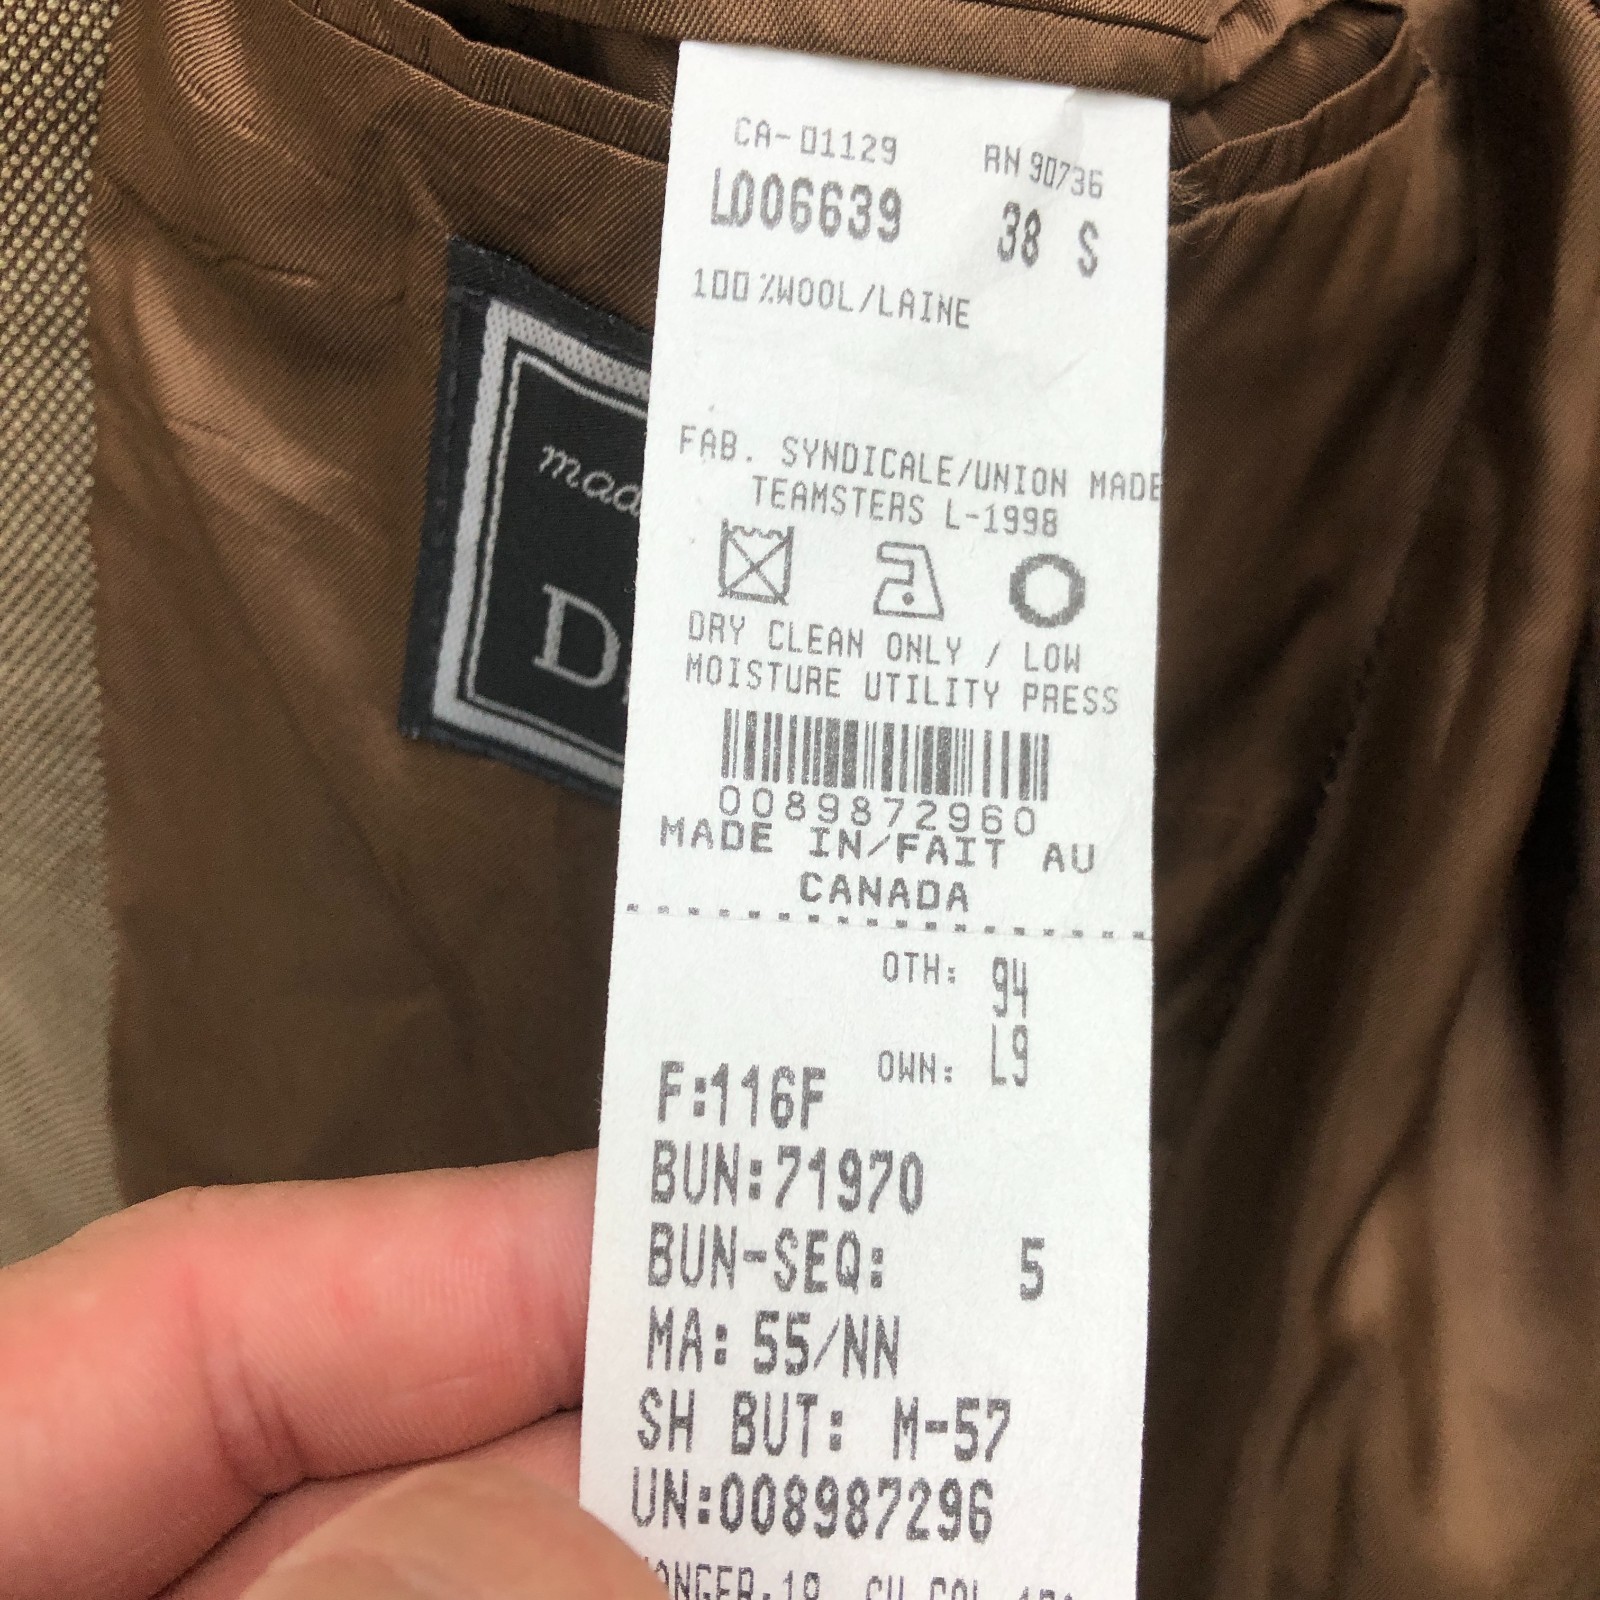 CA-01129 RN 90736
L006639 38 S
100%WOOL/LAINE
FAB. SYNDICALE/UNION MADE
TEAMSTERS L-1998
DRY CLEAN ONLY / LOW
MOISTURE UTILITY PRESS
0089872960
MADE IN/FAIT AU
CANADA
OTH: 94
OWN: L9
F:116F
BUN:71970
BUN-SEQ: 5
MA: 55/NN
SH BUT: M-57
UN:008987296